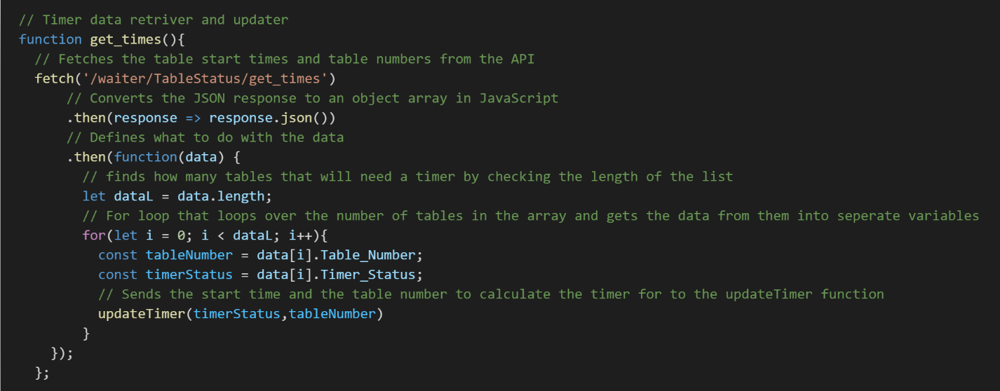 // Timer data retriver and updater
function get_times(){
// Fetches the table start times and table numbers from the API
fetch('/waiter/TableStatus/get_times')
// Converts the JSON response to an object array in JavaScript
.then(response => response.json())
// Defines what to do with the data
.then(function(data) {
// finds how many tables that will need a timer by checking the length of the list
let dataL = data.length;
// For loop that loops over the number of tables in the array and gets the data from them into seperate variables
for(let i = 0; i < dataL; i++){
const tableNumber = data[i].Table_Number;
const timerStatus = data[i].Timer_Status;
// Sends the start time and the table number to calculate the timer for to the updateTimer function
updateTimer(timerStatus,tableNumber)
}
});
};